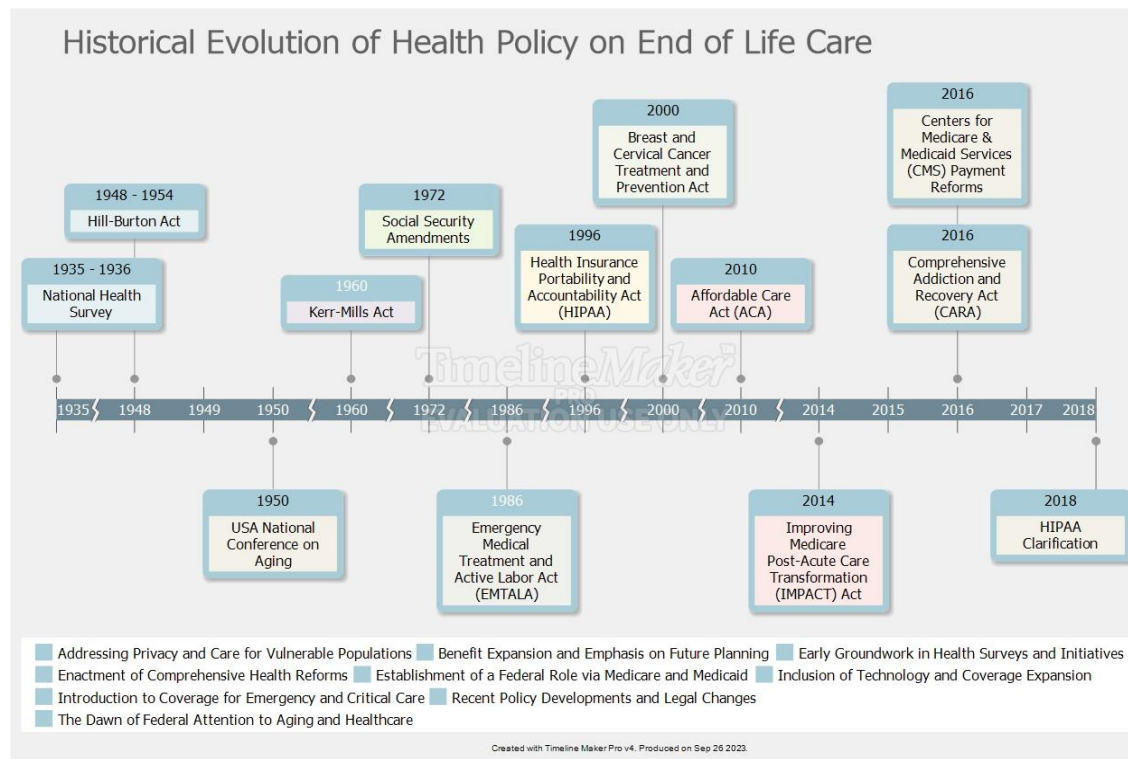 Historical Evolution of Health Policy on End of Life Care
2016
Centers for
Medicare &
Medicaid Services
(CMS) Payment
Reforms
2000
Breast and
Cervical Cancer
Treatment and
Prevention Act
1948 - 1954
Hill-Burton Act
1972
Social Security
Amendments
1996
Health Insurance
Portability and
Accountability Act
(HIPAA)
2016
Comprehensive
Addiction and
Recovery Act
(CARA)
1935 - 1936
National Health
Survey
1960
Kerr-Mills Act
2010
Affordable Care
Act (ACA)
TimelineMaker
PRO
EVALUATION USE ONLY
1935 1948 1949 1950 1960 1972 1986 1996 2000 2010 2014 2015 2016 2017 2018
1950
USA National
Conference on
Aging
1986
Emergency
Medical
Treatment and
Active Labor Act
(EMTALA)
2014
Improving
Medicare
Post-Acute Care
Transformation
(IMPACT) Act
2018
HIPAA
Clarification
Addressing Privacy and Care for Vulnerable Populations Benefit Expansion and Emphasis on Future Planning Early Groundwork in Health Surveys and Initiatives
Enactment of Comprehensive Health Reforms Establishment of a Federal Role via Medicare and Medicaid Inclusion of Technology and Coverage Expansion
Introduction to Coverage for Emergency and Critical Care Recent Policy Developments and Legal Changes
The Dawn of Federal Attention to Aging and Healthcare
Created with Timeline Maker Pro v4. Produced on Sep 26 2023.